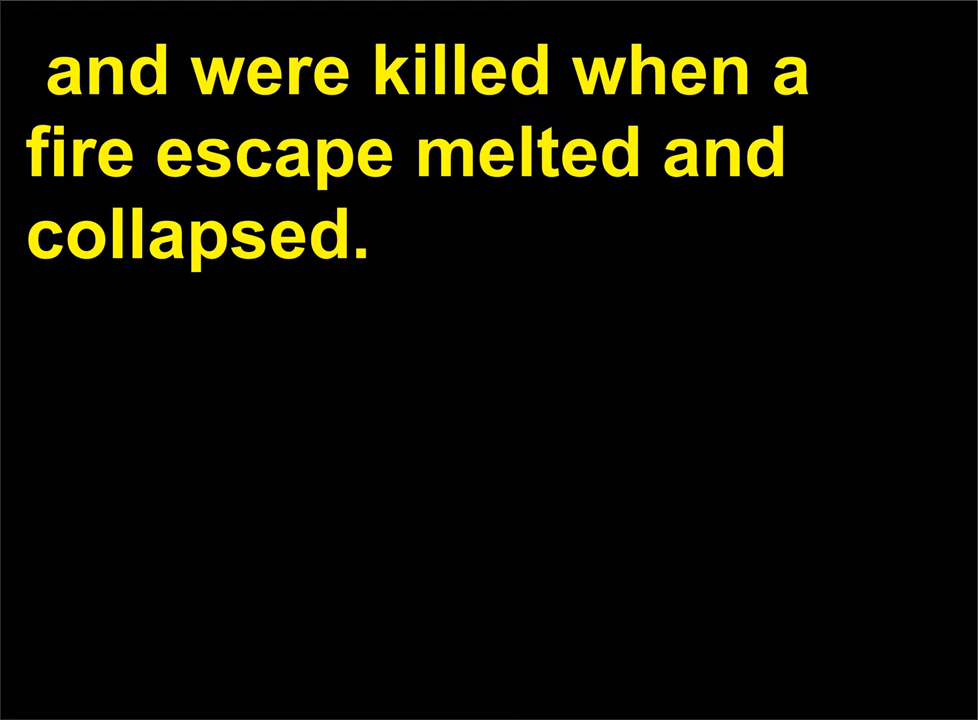 and were killed when a
fire escape melted and
collapsed.